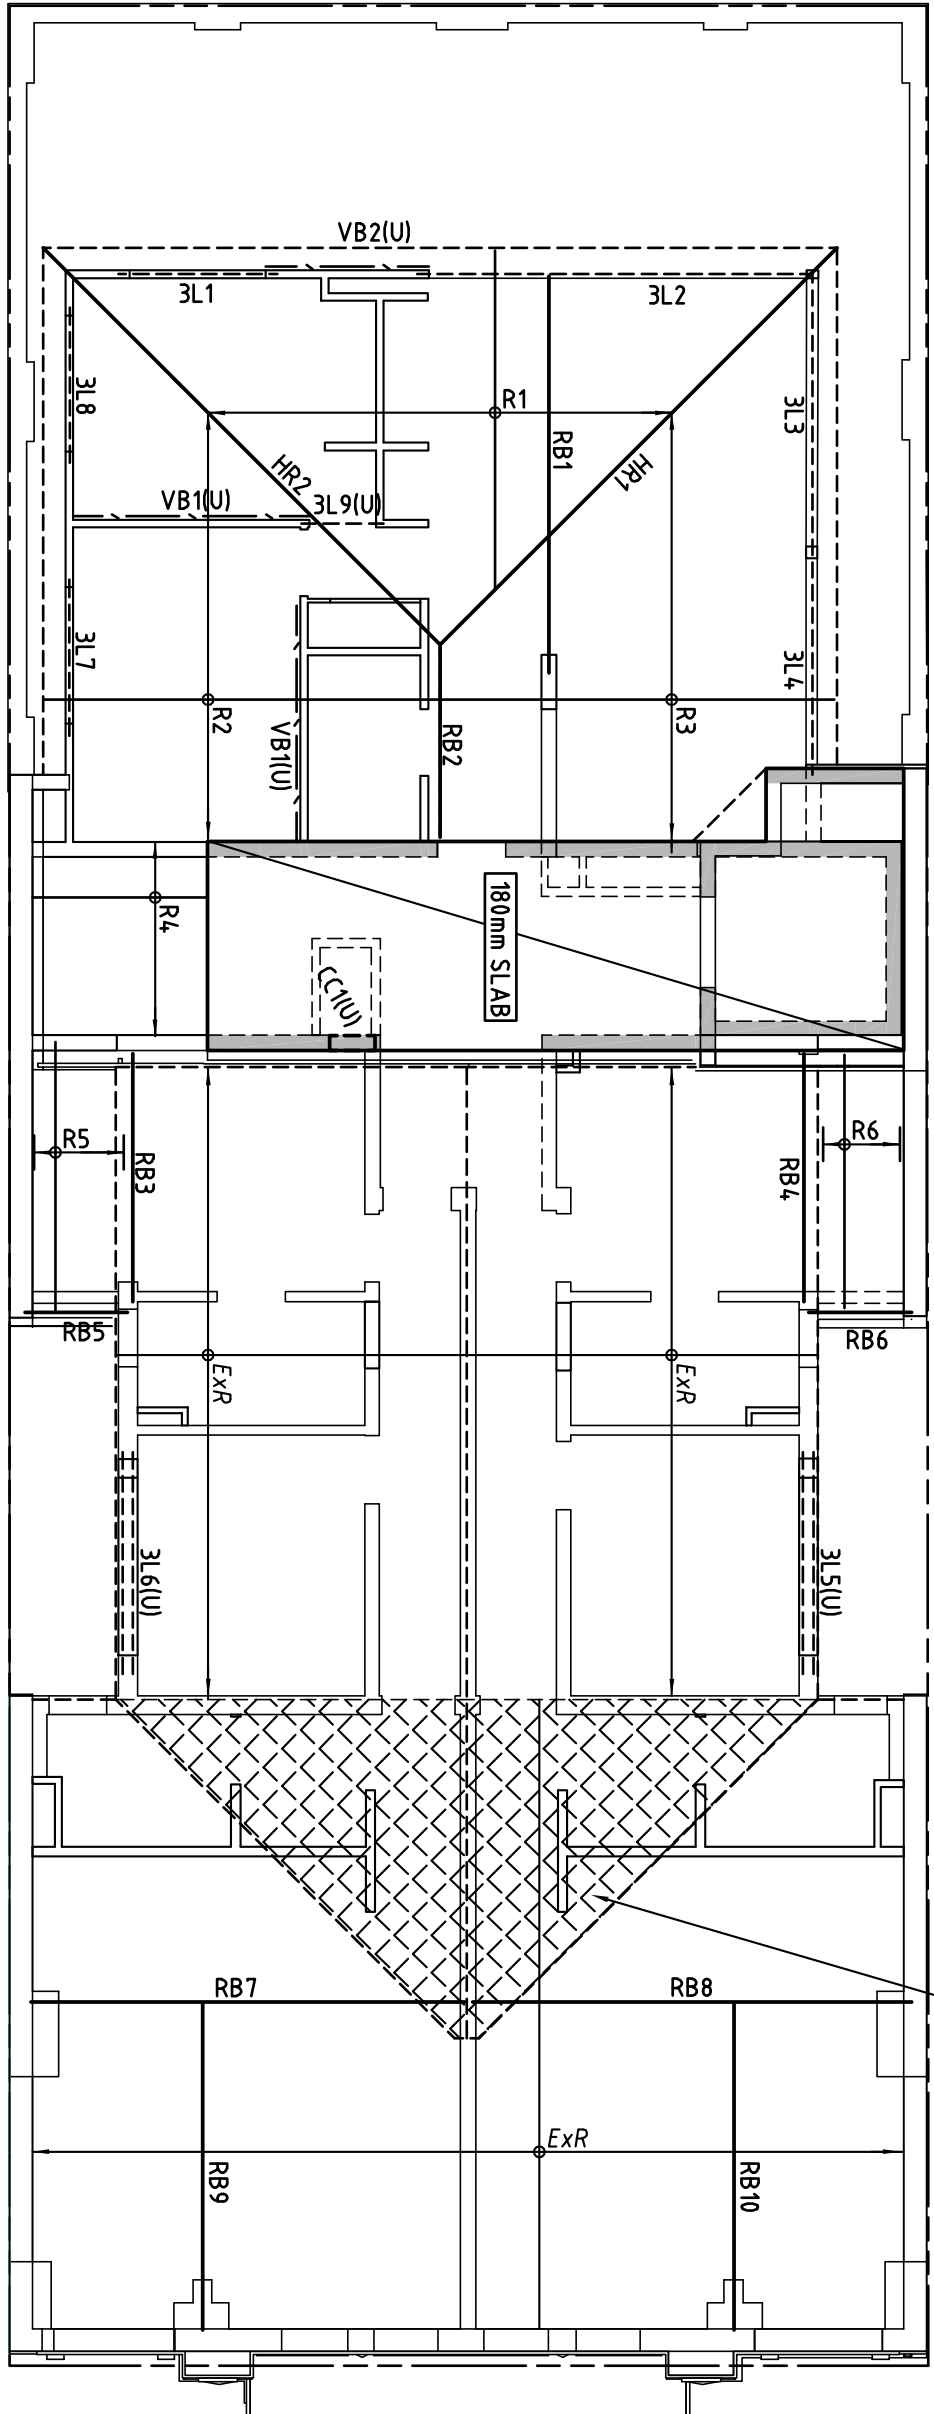 VB2(U)
3L1
3L2
3L8
R1
3L3
RB1
HR2
HR1
VB1(U)
3L9(U)
3L7
3L4
R2
R3
VB1(U)
RB2
180mm SLAB
R4
CC1(U)
R5
R6
RB3
RB4
RB5
RB6
ExR
ExR
3L6(U)
3L5(U)
RB7
RB8
ExR
RB9
RB10